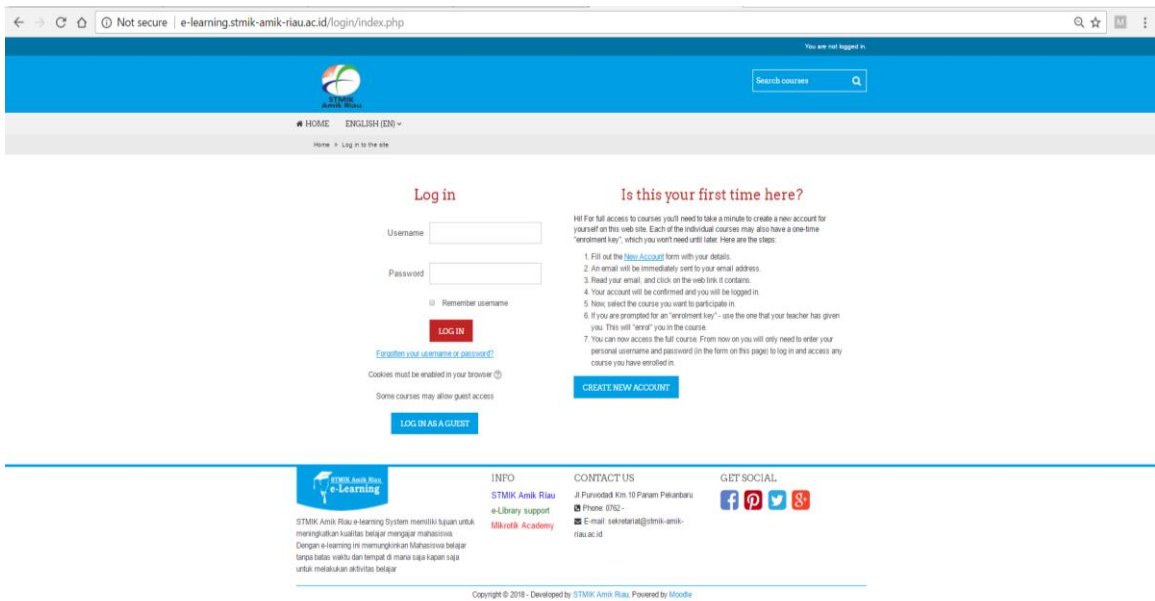 Not secure
e-learning.stmik-amik-riau.ac.id/login/index.php
You are not logged in.
STMIK
Amik Riau
Search courses
HOME
ENGLISH (EN)
Home
Log in to the site
Log in
Username
Password
Remember username
LOG IN
Forgotten your username or password?
Cookies must be enabled in your browser
Some courses may allow guest access
LOG IN AS A GUEST
Is this your first time here?
Hi! For full access to courses you'll need to take a minute to create a new account for
yourself on this web site. Each of the individual courses may also have a one-time
"enrolment key", which you won't need until later. Here are the steps:
1. Fill out the New Account form with your details.
2. An email will be immediately sent to your email address.
3. Read your email, and click on the web link it contains.
4. Your account will be confirmed and you will be logged in.
5. Now, select the course you want to participate in.
6. If you are prompted for an "enrolment key" - use the one that your teacher has given
you. This will "enrol" you in the course.
7. You can now access the full course. From now on you will only need to enter your
personal username and password (in the form on this page) to log in and access any
course you have enrolled in.
CREATE NEW ACCOUNT
STMIK Amik Riau
e-Learning
STMIK Amik Riau e-learning System memiliki tujuan untuk
meningkatkan kualitas belajar mengajar mahasiswa.
Dengan e-learning ini memungkinkan Mahasiswa belajar
tanpa batas waktu dan tempat di mana saja kapan saja
untuk melakukan aktivitas belajar
INFO
STMIK Amik Riau
e-Library support
Mikrotik Academy
CONTACT US
Jl.Purwodadi Km.10 Panam Pekanbaru
Phone: 0762 -
E-mail: sekretariat@stmik-amik-
riau.ac.id
GET SOCIAL
Copyright © 2018 - Developed by STMIK Amik Riau. Powered by Moodle